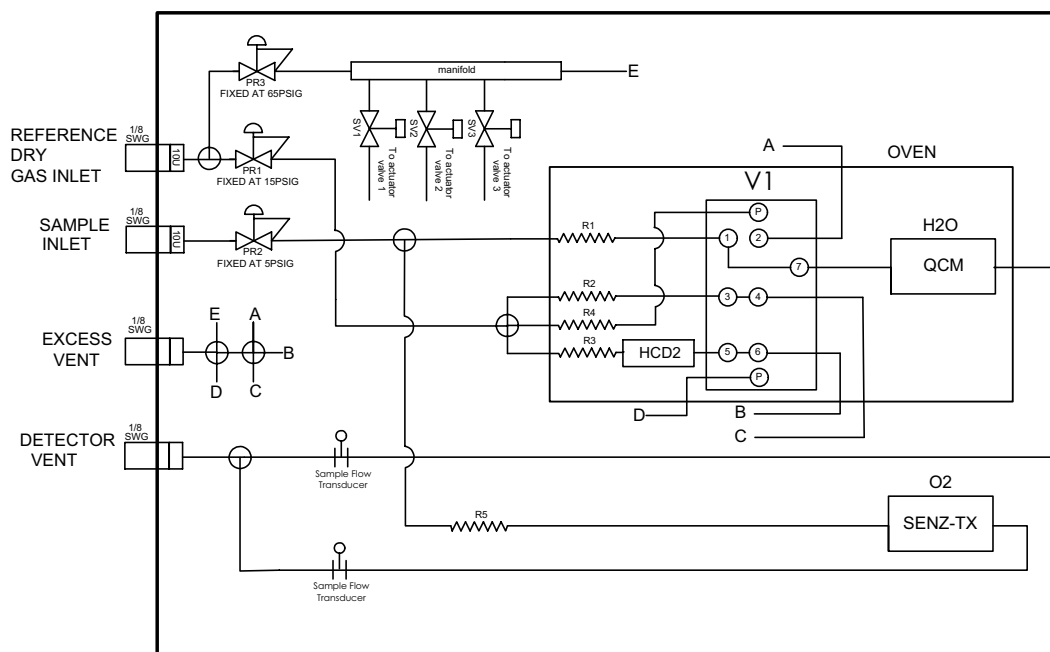 manifold
E
PR3
FIXED AT 65PSIG
1/8
SWG
REFERENCE
DRY
GAS INLET
10U
PR1
FIXED AT 15PSIG
SV1
SV2
SV3
To actuator
valve 1
To actuator
valve 2
To actuator
valve 3
A
OVEN
V1
1/8
SWG
SAMPLE
INLET
10U
PR2
FIXED AT 5PSIG
R1
P
1
2
7
H2O
QCM
R2
3
4
R4
R3
HCD2
5
6
P
D
B
C
1/8
SWG
EXCESS
VENT
E
A
B
D
C
1/8
SWG
DETECTOR
VENT
Sample Flow
Transducer
O2
R5
SENZ-TX
Sample Flow
Transducer